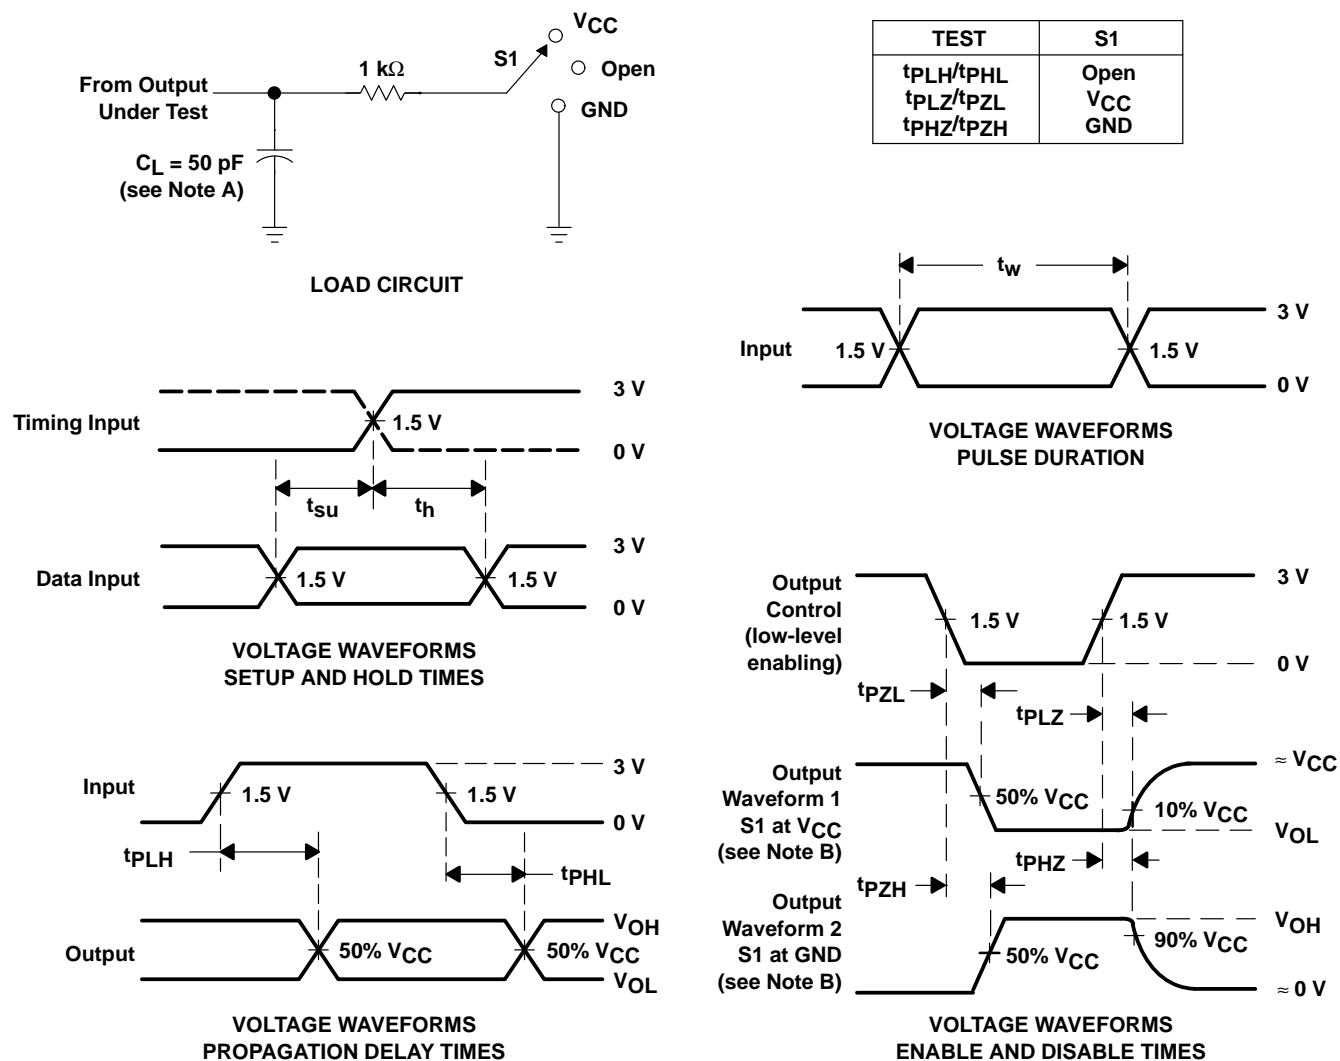 VCC
S1
1 kΩ
Open
From Output
Under Test
GND
CL = 50 pF
(see Note A)
LOAD CIRCUIT
TEST S1
tPLH/tPHL Open
tPLZ/tPZL VCC
tPHZ/tPZH GND
tw
3 V
Input 1.5 V 1.5 V
0 V
VOLTAGE WAVEFORMS
PULSE DURATION
3 V
Timing Input 1.5 V
0 V
tsu th
3 V
Data Input 1.5 V 1.5 V
0 V
VOLTAGE WAVEFORMS
SETUP AND HOLD TIMES
3 V
Input 1.5 V 1.5 V
0 V
tPLH
tPHL
VOH
Output 50% VCC 50% VCC
VOL
VOLTAGE WAVEFORMS
PROPAGATION DELAY TIMES
Output
Control
(low-level
enabling)
3 V
1.5 V 1.5 V
0 V
tPZL
tPLZ
Output
Waveform 1
S1 at VCC
(see Note B)
≈ VCC
50% VCC 10% VCC
VOL
tPHZ
tPZH
Output
Waveform 2
S1 at GND
(see Note B)
VOH
50% VCC 90% VCC
≈ 0 V
VOLTAGE WAVEFORMS
ENABLE AND DISABLE TIMES